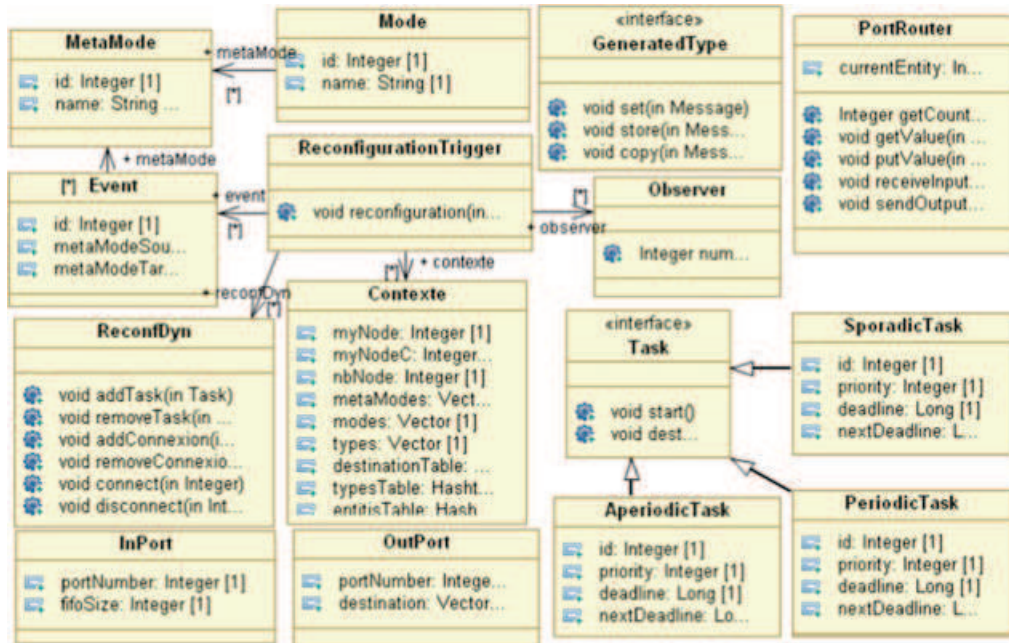 MetaMode
id: Integer [1]
name: String ...
+ metaMode
[*]
Mode
id: Integer [1]
name: String [1]
«interface»
GeneratedType
void set(in Message)
void store(in Mess...
void copy(in Mess...
PortRouter
currentEntity: In...
Integer getCount...
void getValue(in ...
void putValue(in ...
void receiveInput...
void sendOutput...
+ metaMode
[*]
Event
id: Integer [1]
metaModeSou...
metaModeTar...
+ event
[*]
ReconfigurationTrigger
void reconfiguration(in...
[*]
+ observer
Observer
Integer num...
+ reconfDyn
[*]
[*]
+ contexte
ReconfDyn
void addTask(in Task)
void removeTask(in ...
void addConnexion(i...
void removeConnexio...
void connect(in Integer)
void disconnect(in Int...
Contexte
myNode: Integer [1]
myNodeC: Integer...
nbNode: Integer [1]
metaModes: Vect...
modes: Vector [1]
types: Vector [1]
destinationTable: ...
typesTable: Hasht...
entitisTable: Hash
«interface»
Task
void start()
void dest...
SporadicTask
id: Integer [1]
priority: Integer [1]
deadline: Long [1]
nextDeadline: L...
InPort
portNumber: Integer [1]
fifoSize: Integer [1]
OutPort
portNumber: Intege...
destination: Vector...
AperiodicTask
id: Integer [1]
priority: Integer [1]
deadline: Long [1]
nextDeadline: Lo...
PeriodicTask
id: Integer [1]
priority: Integer [1]
deadline: Long [1]
nextDeadline: L...